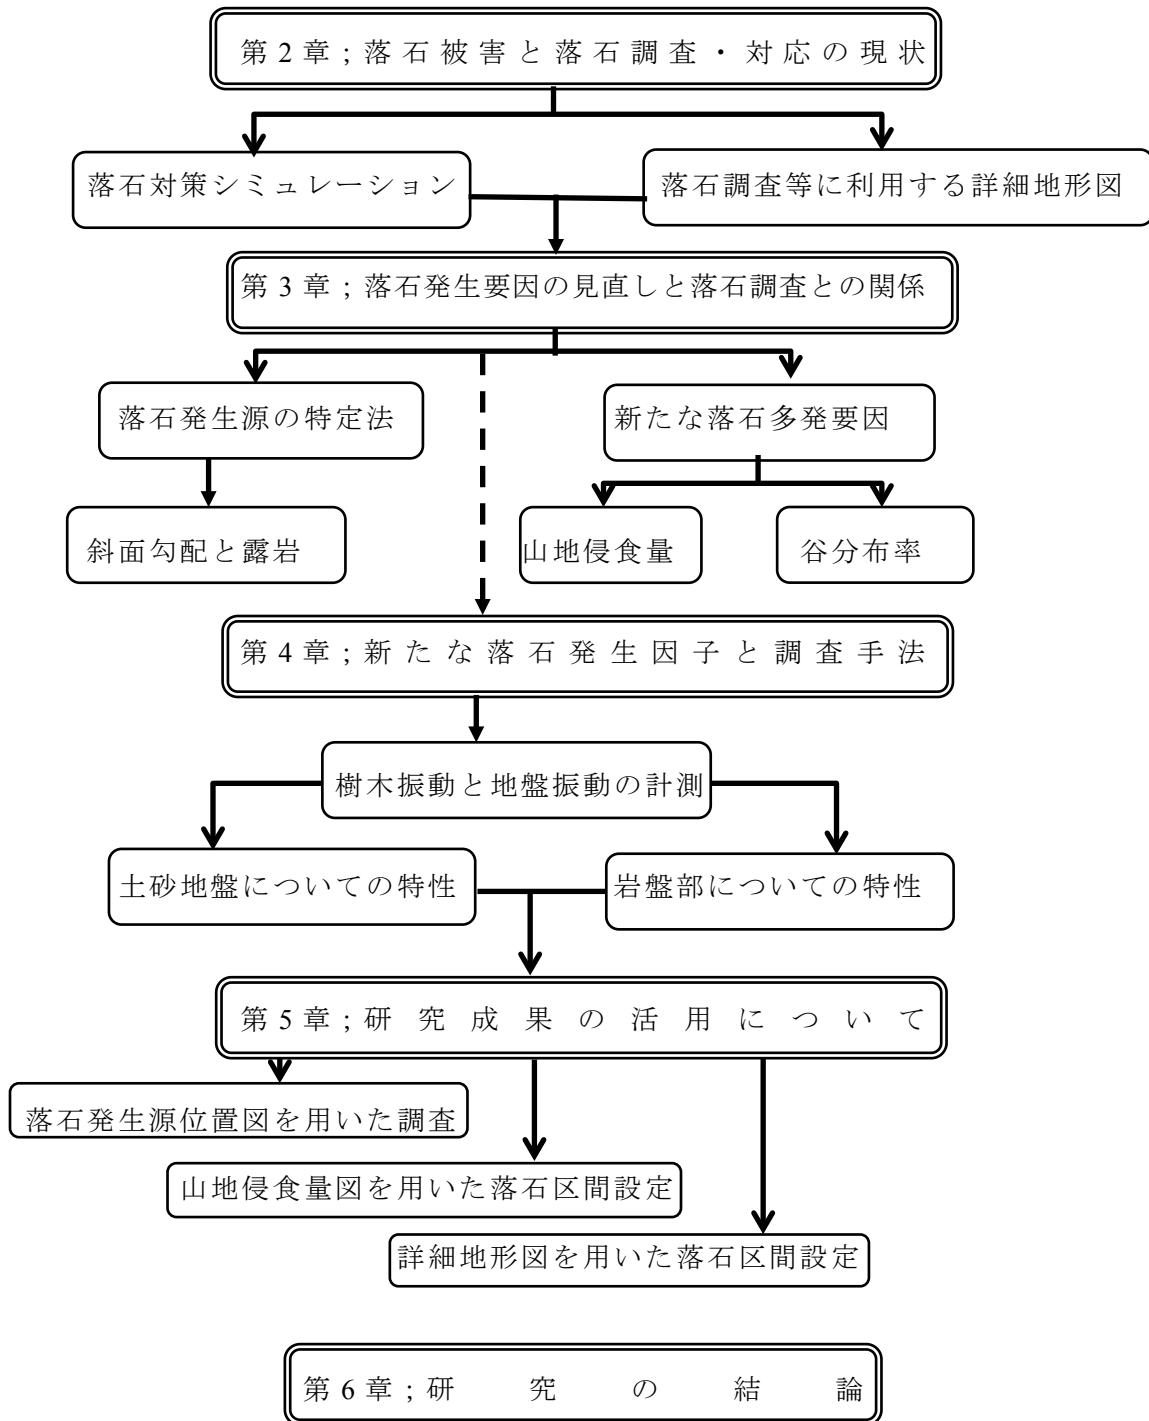 第2章;落石被害と落石調査・対応の現状
落石対策シミュレーション
落石調査等に利用する詳細地形図
第3章;落石発生要因の見直しと落石調査との関係
落石発生源の特定法
新たな落石多発要因
斜面勾配と露岩
山地侵食量
谷分布率
第4章;新たな落石発生因子と調査手法
樹木振動と地盤振動の計測
土砂地盤についての特性
岩盤部についての特性
第5章;研究成果の活用について
落石発生源位置図を用いた調査
山地侵食量図を用いた落石区間設定
詳細地形図を用いた落石区間設定
第6章;研究の結論